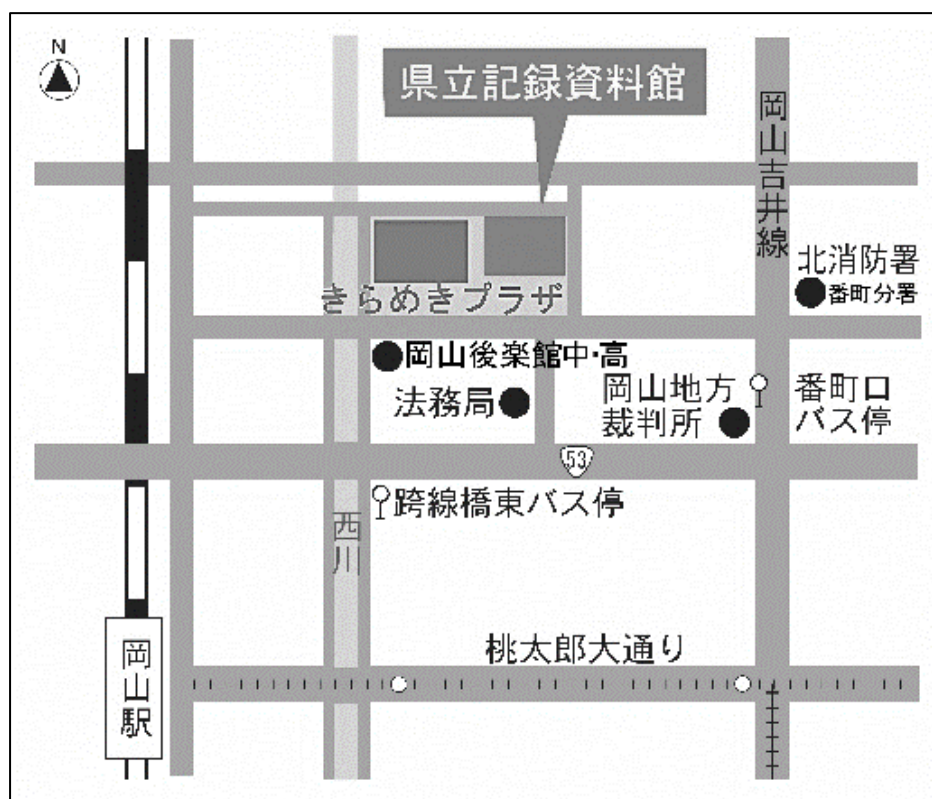 N
県立記録資料館
岡山吉井線
北消防署
番町分署
きらめきプラザ
岡山後楽館中・高
法務局
岡山地方
裁判所
番町口
バス停
53
跨線橋東バス停
西川
桃太郎大通り
岡山駅